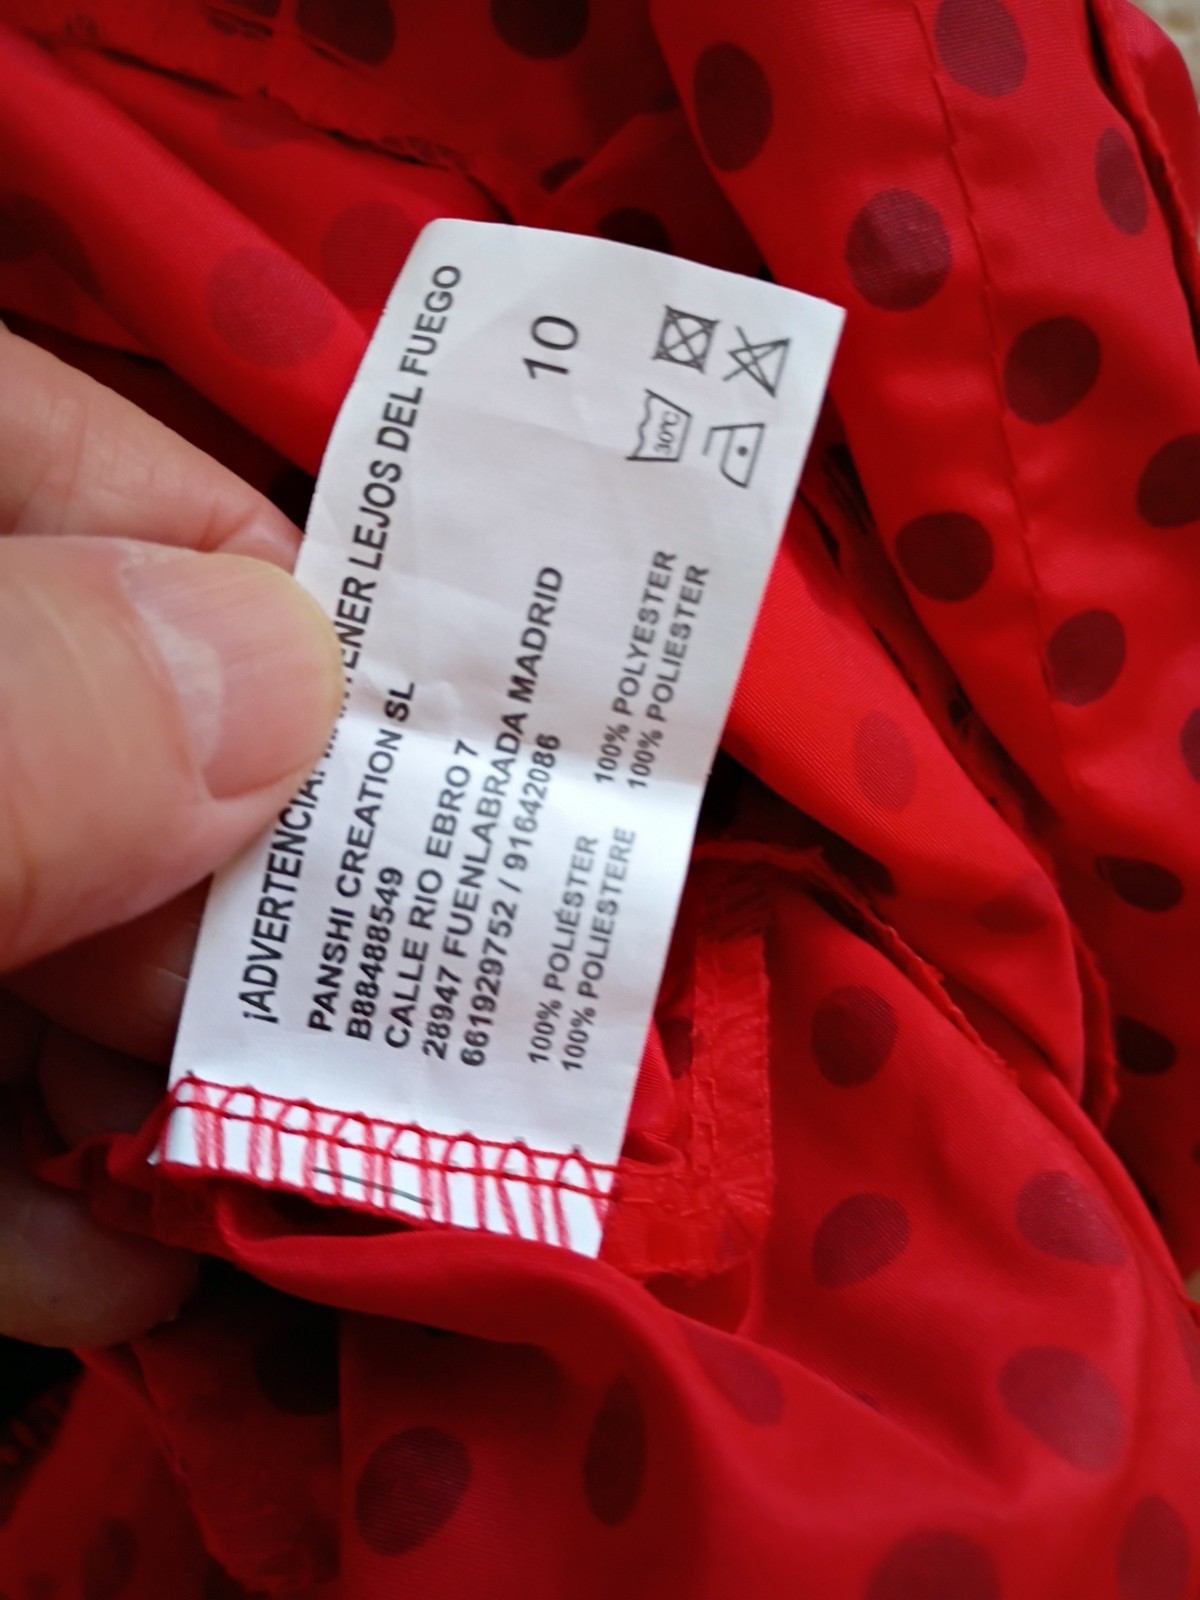 ¡ADVERTENCIA! LEJOS DEL FUEGO
PANSHI CREATION SL
B88488549
CALLE RIO EBRO 7
28947 FUENLABRADA MADRID
661929752 / 91642086
10
100% POLIÉSTER 100% POLYESTER
100% POLIESTERE 100% POLIESTER
30℃